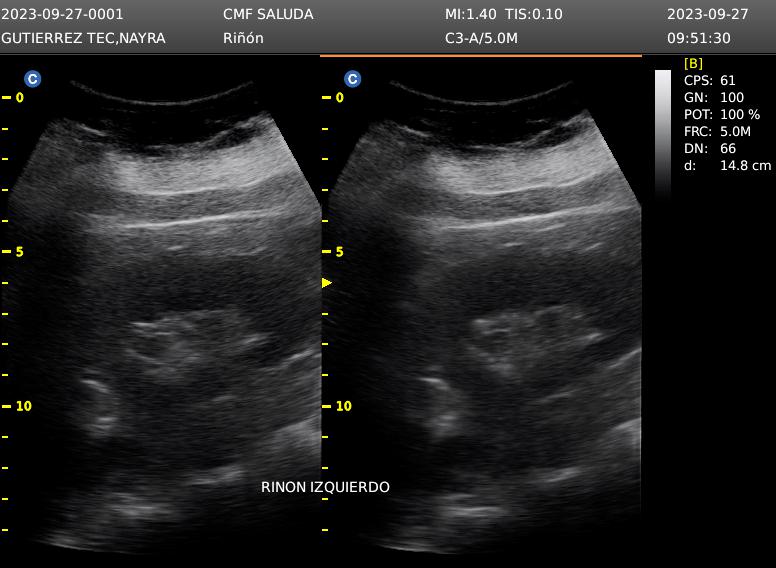 2023-09-27-0001 CMF SALUDA MI:1.40 TIS:0.10 2023-09-27
GUTIERREZ TEC,NAYRA Riñón C3-A/5.0M 09:51:30
[B]
CPS: 61
GN: 100
POT: 100 %
FRC: 5.0M
DN: 66
d: 14.8 cm
C C
0 0
5 5
10 10
RINON IZQUIERDO